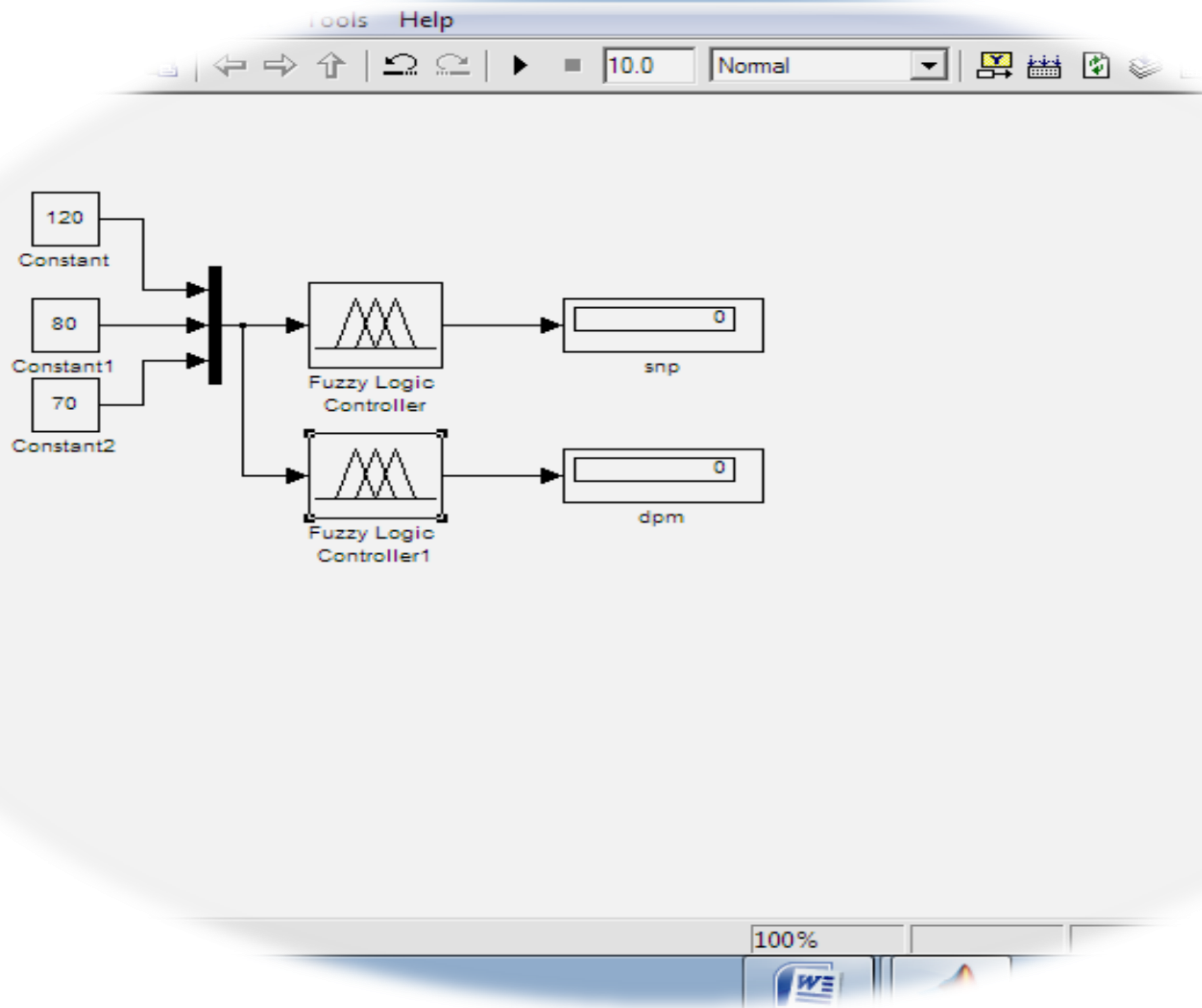 Tools Help
10.0 Normal
120
Constant
80
Constant1
70
Constant2
Fuzzy Logic
Controller
0
snp
Fuzzy Logic
Controller1
0
dpm
100%